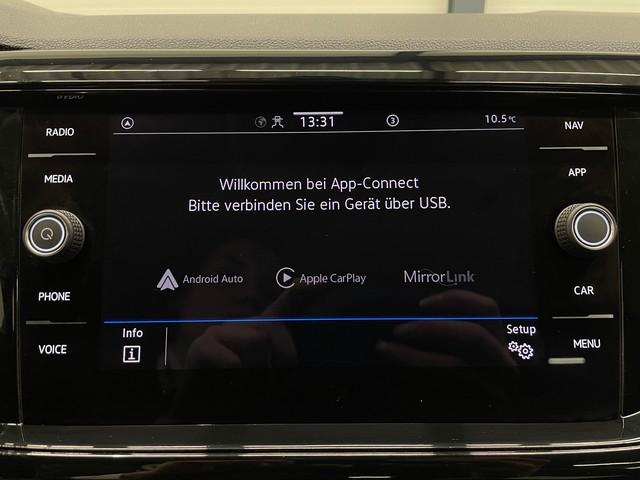 RADIO
MEDIA
PHONE
VOICE
13:31
3
10.5°C
Willkommen bei App-Connect
Bitte verbinden Sie ein Gerät über USB.
Android Auto
Apple CarPlay
MirrorLink
Info
i
Setup
NAV
APP
CAR
MENU